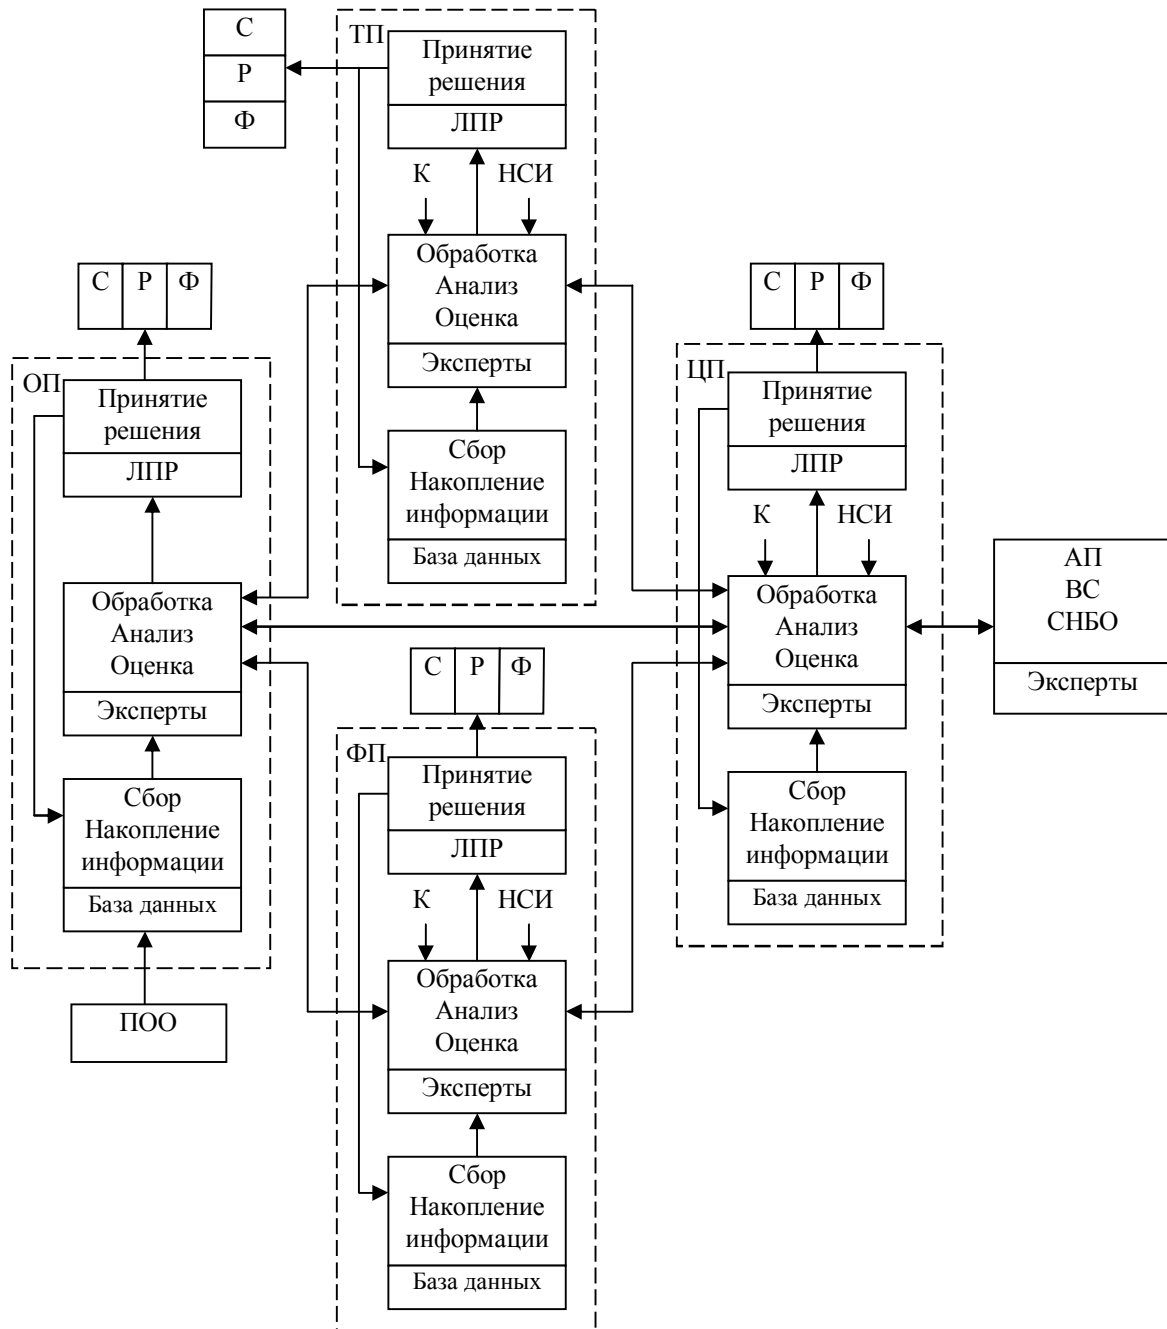 С
Р
Ф
ТП
Принятие
решения
ЛПР
К
НСИ
Обработка
Анализ
Оценка
Эксперты
Сбор
Накопление
информации
База данных
С Р Ф
ОП
Принятие
решения
ЛПР
Обработка
Анализ
Оценка
Эксперты
Сбор
Накопление
информации
База данных
ПОО
С Р Ф
ФП
Принятие
решения
ЛПР
К
НСИ
Обработка
Анализ
Оценка
Эксперты
Сбор
Накопление
информации
База данных
С Р Ф
ЦП
Принятие
решения
ЛПР
К
НСИ
Обработка
Анализ
Оценка
Эксперты
Сбор
Накопление
информации
База данных
АП
ВС
СНБО
Эксперты